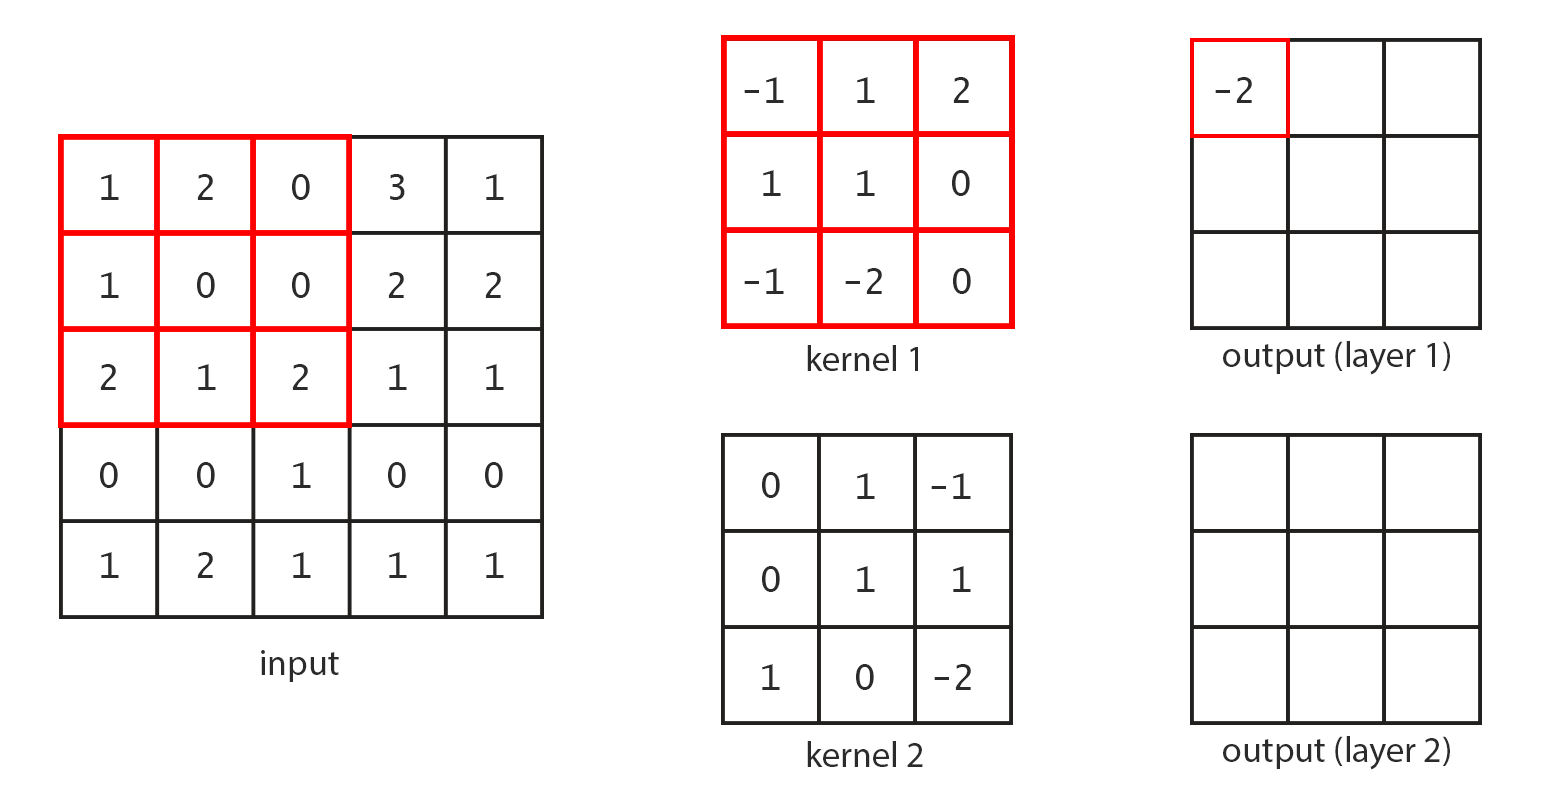 1 2 0 3 1
1 0 0 2 2
2 1 2 1 1
0 0 1 0 0
1 2 1 1 1
input
-1 1 2
1 1 0
-1 -2 0
kernel 1
0 1 -1
0 1 1
1 0 -2
kernel 2
-2
output (layer 1)
output (layer 2)